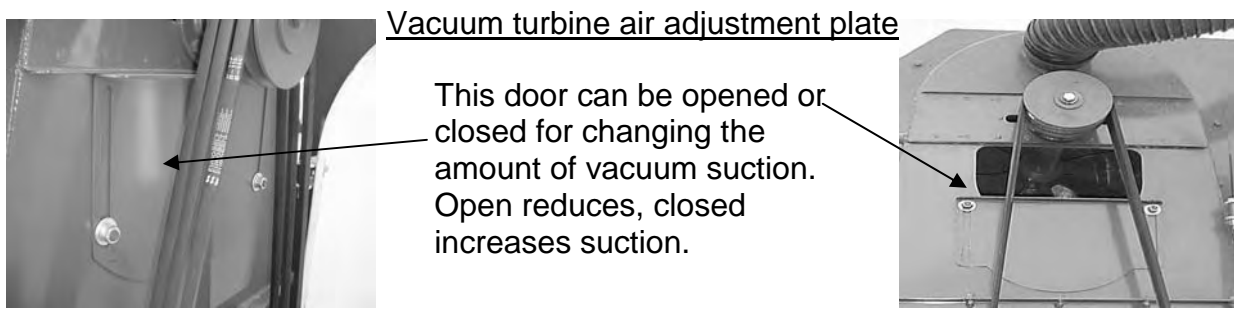 Vacuum turbine air adjustment plate
This door can be opened or
closed for changing the
amount of vacuum suction.
Open reduces, closed
increases suction.